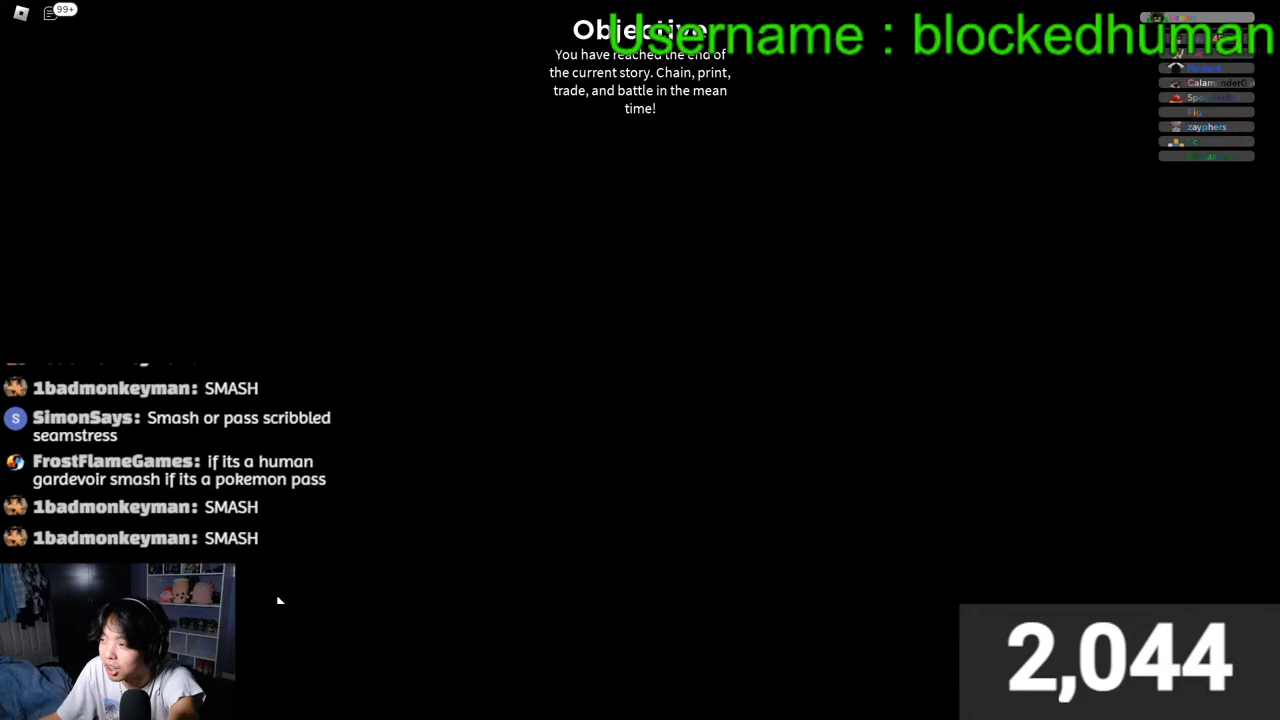 99+
Objective
Username : blockedhuman
You have reached the end of
the current story. Chain, print,
trade, and battle in the mean
time!
zayphers
1badmonkeyman: SMASH
SimonSays: Smash or pass scribbled
seamstress
FrostFlameGames: if its a human
gardevoir smash if its a pokemon pass
1badmonkeyman: SMASH
1badmonkeyman: SMASH
S
2,044